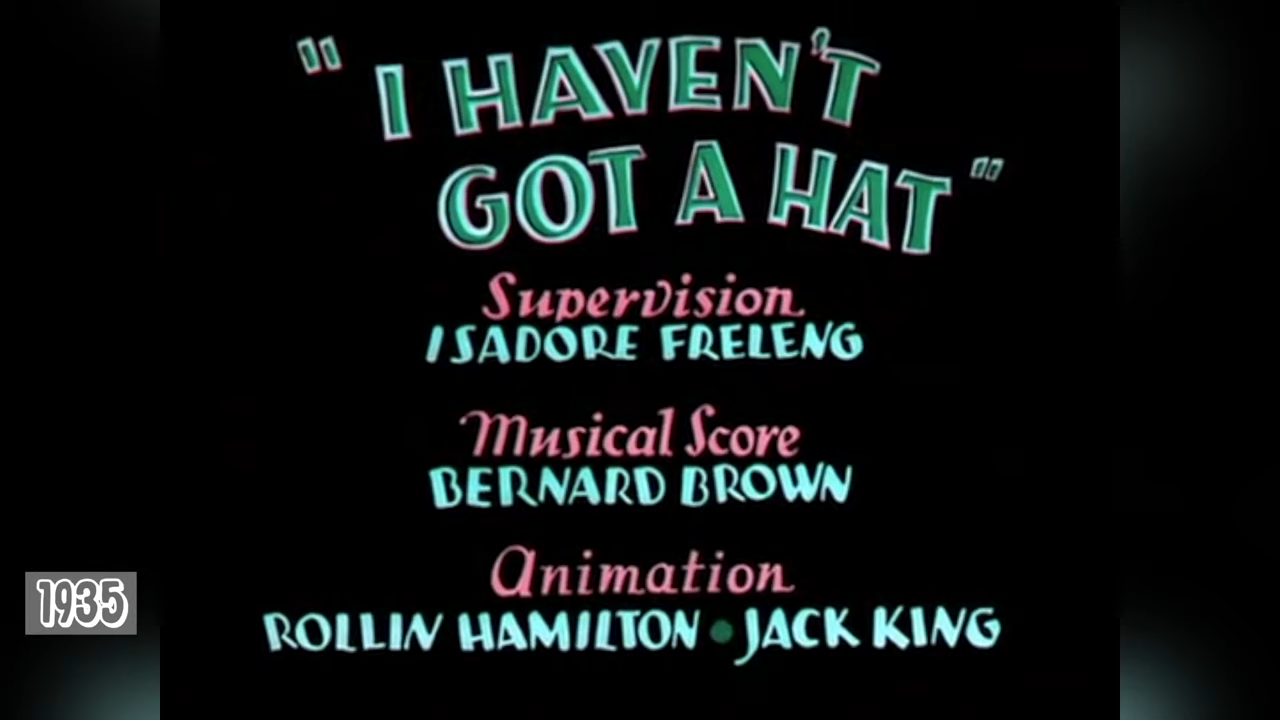 "I HAVEN'T
GOT A HAT"
Supervision
ISADORE FRELENG
Musical Score
BERNARD BROWN
Animation
ROLLIN HAMILTON • JACK KING
1935